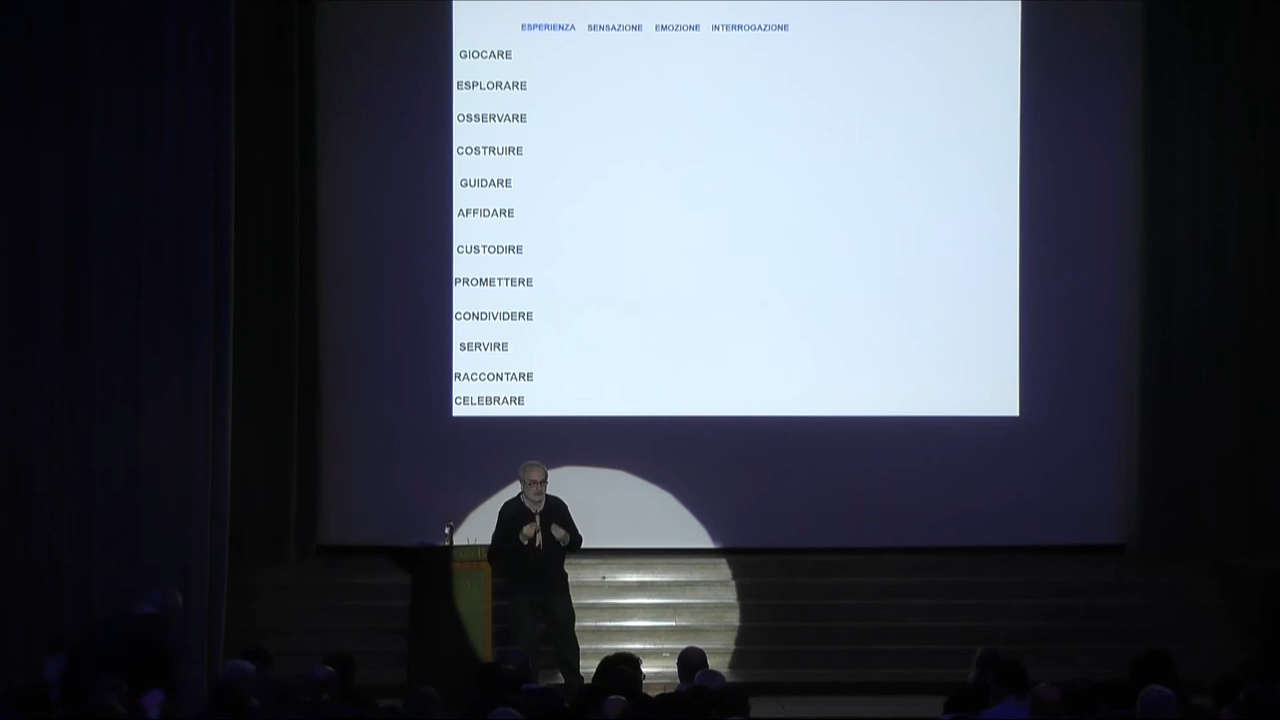 ESPERIENZA SENSAZIONE EMOZIONE INTERROGAZIONE
GIOCARE
ESPLORARE
OSSERVARE
COSTRUIRE
GUIDARE
AFFIDARE
CUSTODIRE
PROMETTERE
CONDIVIDERE
SERVIRE
RACCONTARE
CELEBRARE